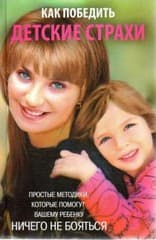 КАК ПОБЕДИТЬ
ДЕТСКИЕ СТРАХИ
ПРОСТЫЕ МЕТОДИКИ,
КОТОРЫЕ ПОМОГУТ
ВАШЕМУ РЕБЕНКУ
НИЧЕГО НЕ БОЯТЬСЯ